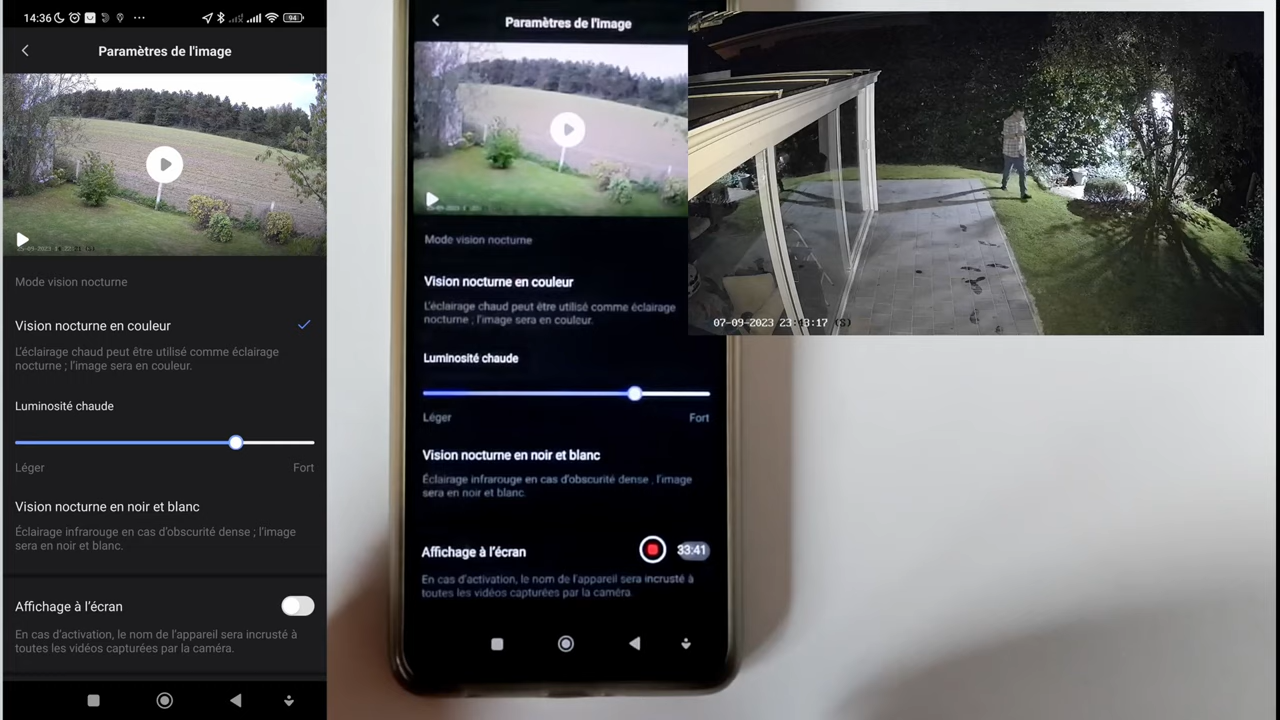 14:36
94
Paramètres de l'image
Mode vision nocturne
Vision nocturne en couleur
L'éclairage chaud peut être utilisé comme éclairage
nocturne ; l'image sera en couleur.
Luminosité chaude
Léger
Fort
Vision nocturne en noir et blanc
Éclairage infrarouge en cas d'obscurité dense ; l'image
sera en noir et blanc.
Affichage à l'écran
En cas d'activation, le nom de l'appareil sera incrusté à
toutes les vidéos capturées par la caméra.
Paramètres de l'image
Mode vision nocturne
Vision nocturne en couleur
L'éclairage chaud peut être utilisé comme éclairage
nocturne ; l'image sera en couleur.
Luminosité chaude
Léger
Fort
Vision nocturne en noir et blanc
Éclairage infrarouge en cas d'obscurité dense ; l'image
sera en noir et blanc.
Affichage à l'écran
33:41
En cas d'activation, le nom de l'appareil sera incrusté à
toutes les vidéos capturées par la caméra.
07-09-2023 23:13:17 (S)